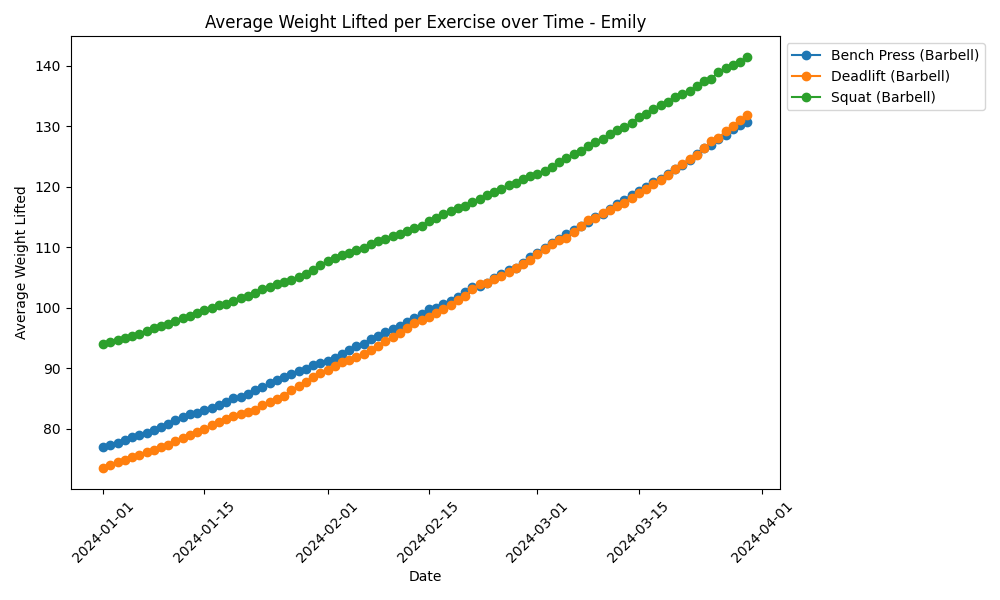 Average Weight Lifted per Exercise over Time - Emily
Bench Press (Barbell)
Deadlift (Barbell)
Squat (Barbell)
Average Weight Lifted
140
130
120
110
100
90
80
2024-01-01
2024-01-15
2024-02-01
2024-02-15
2024-03-01
2024-03-15
2024-04-01
Date